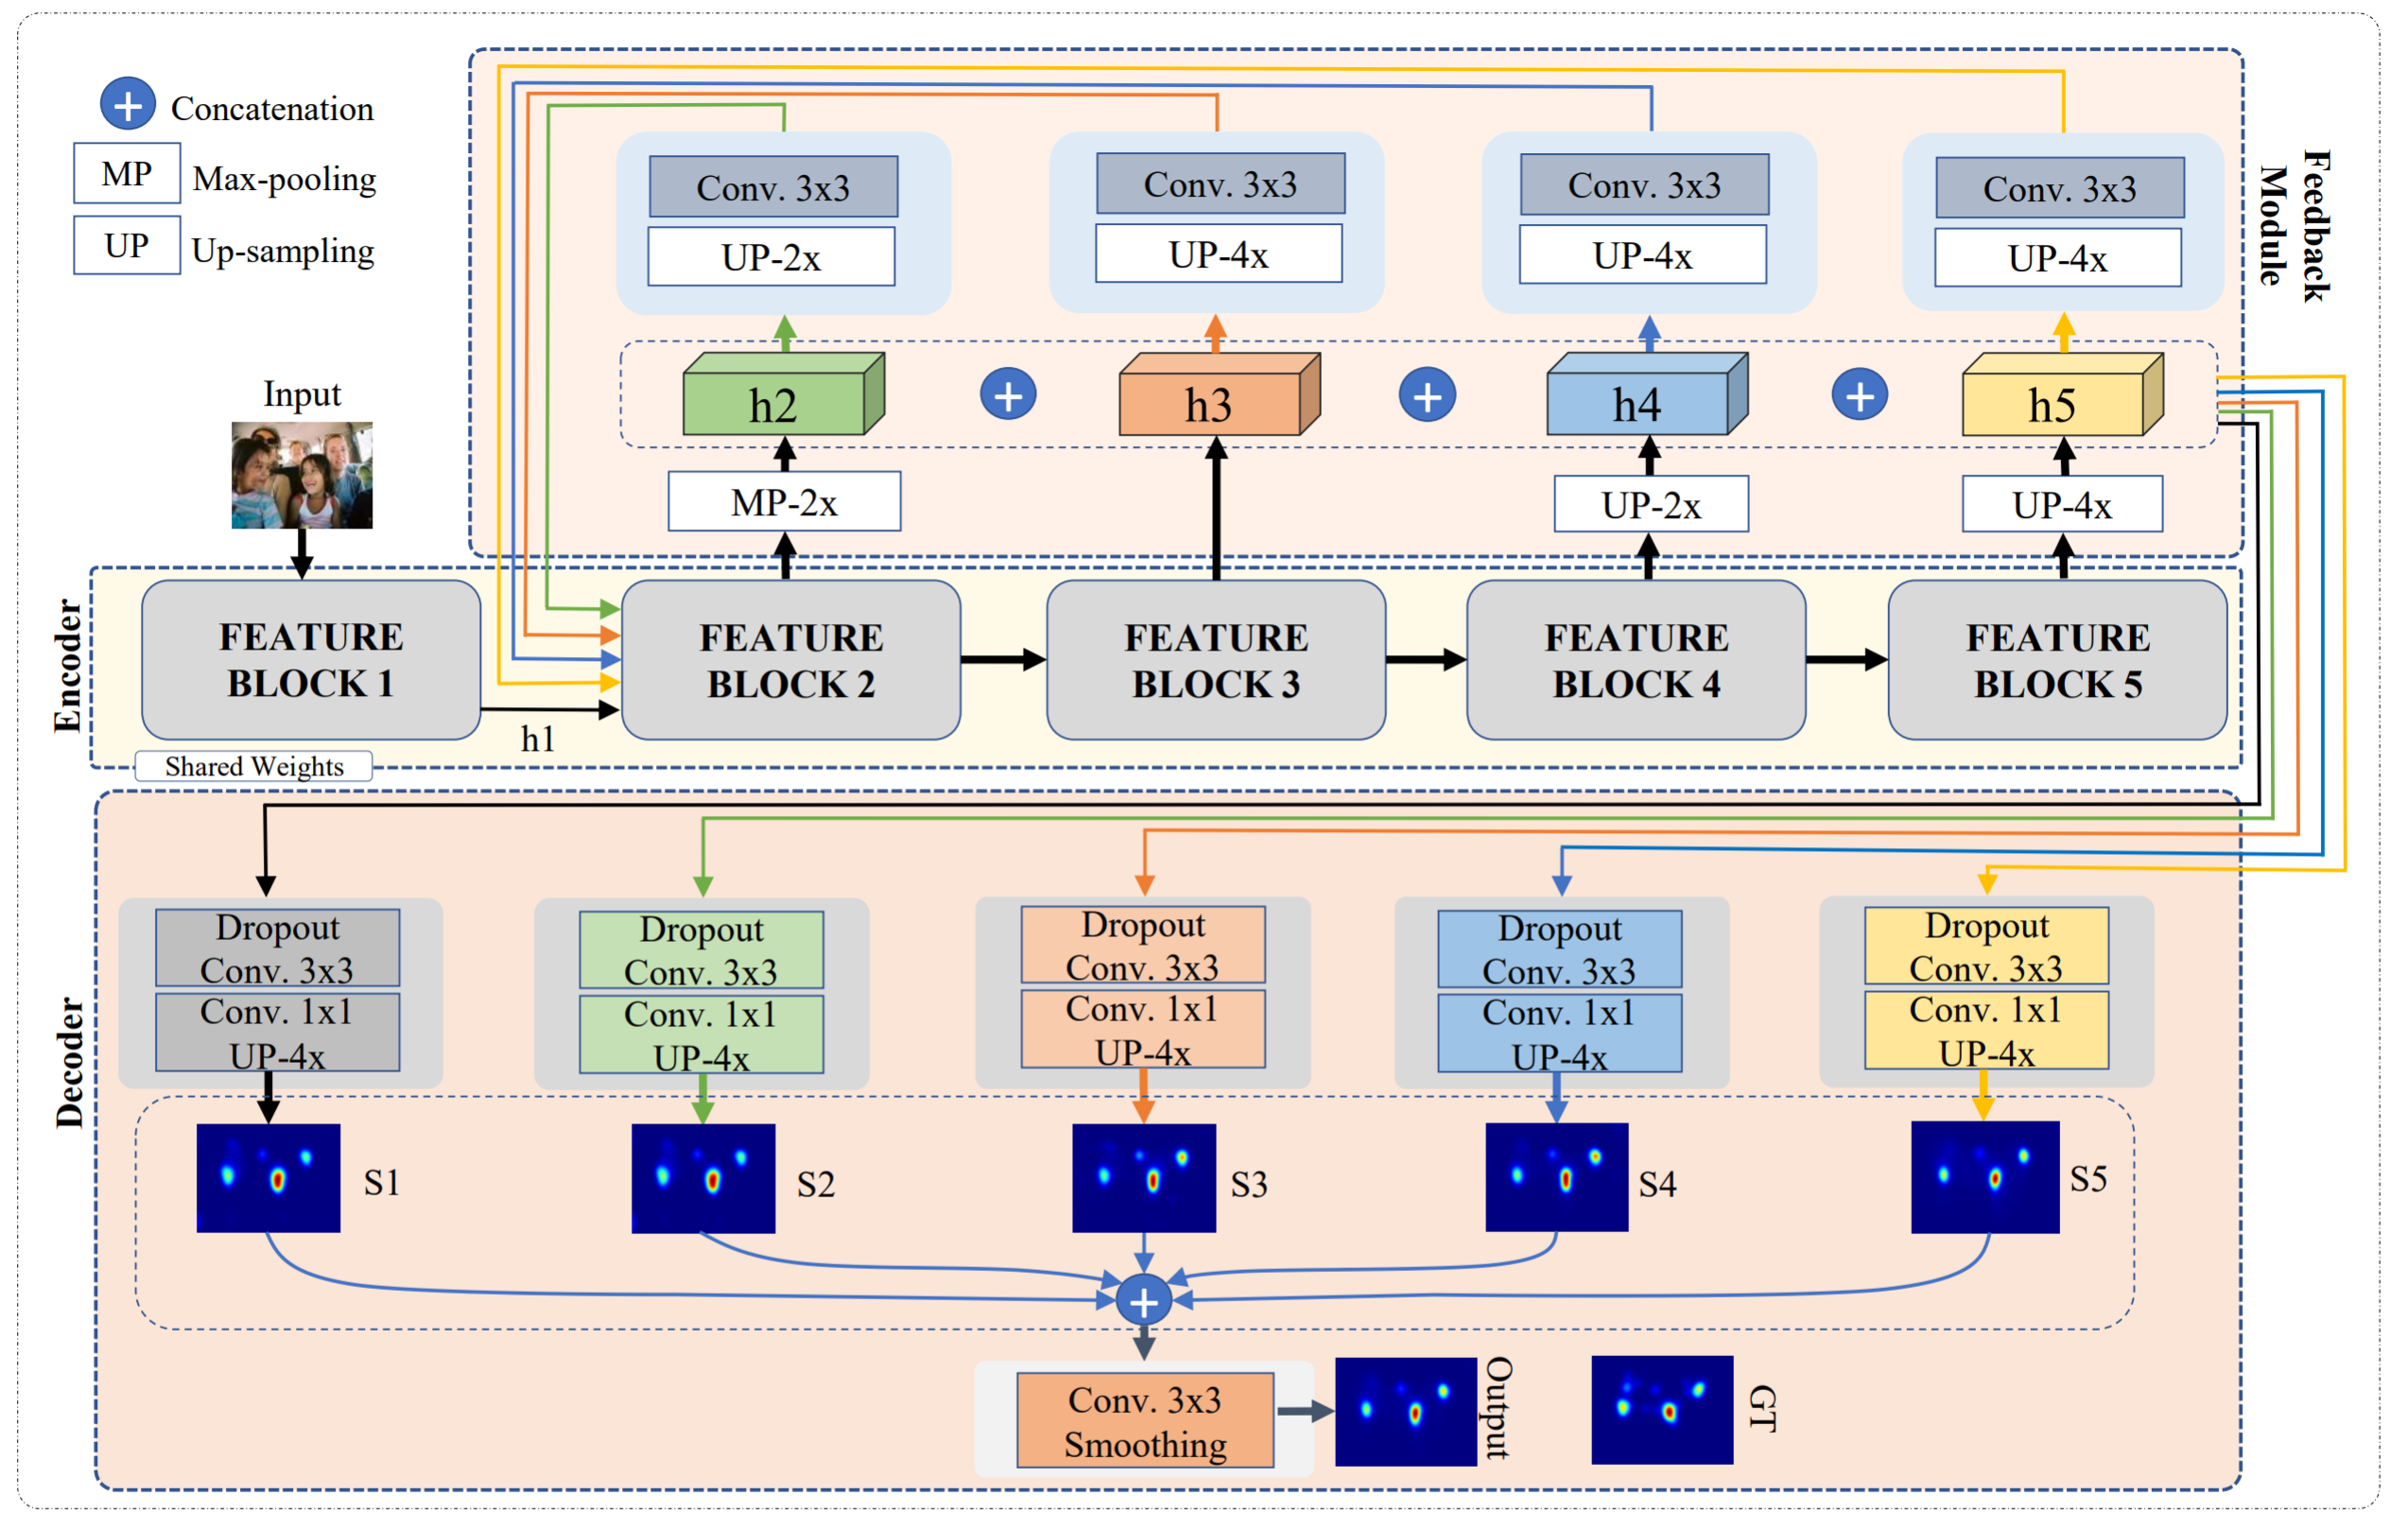 Concatenation
MP Max-pooling
UP Up-sampling
Feedback
Module
Conv. 3x3
UP-2x
Conv. 3x3
UP-4x
Conv. 3x3
UP-4x
Conv. 3x3
UP-4x
h2
h3
h4
h5
MP-2x
UP-2x
UP-4x
Input
Encoder
FEATURE
BLOCK 1
FEATURE
BLOCK 2
FEATURE
BLOCK 3
FEATURE
BLOCK 4
FEATURE
BLOCK 5
h1
Shared Weights
Decoder
Dropout
Conv. 3x3
Conv. 1x1
UP-4x
Dropout
Conv. 3x3
Conv. 1x1
UP-4x
Dropout
Conv. 3x3
Conv. 1x1
UP-4x
Dropout
Conv. 3x3
Conv. 1x1
UP-4x
Dropout
Conv. 3x3
Conv. 1x1
UP-4x
S1
S2
S3
S4
S5
Conv. 3x3
Smoothing
Output
GT